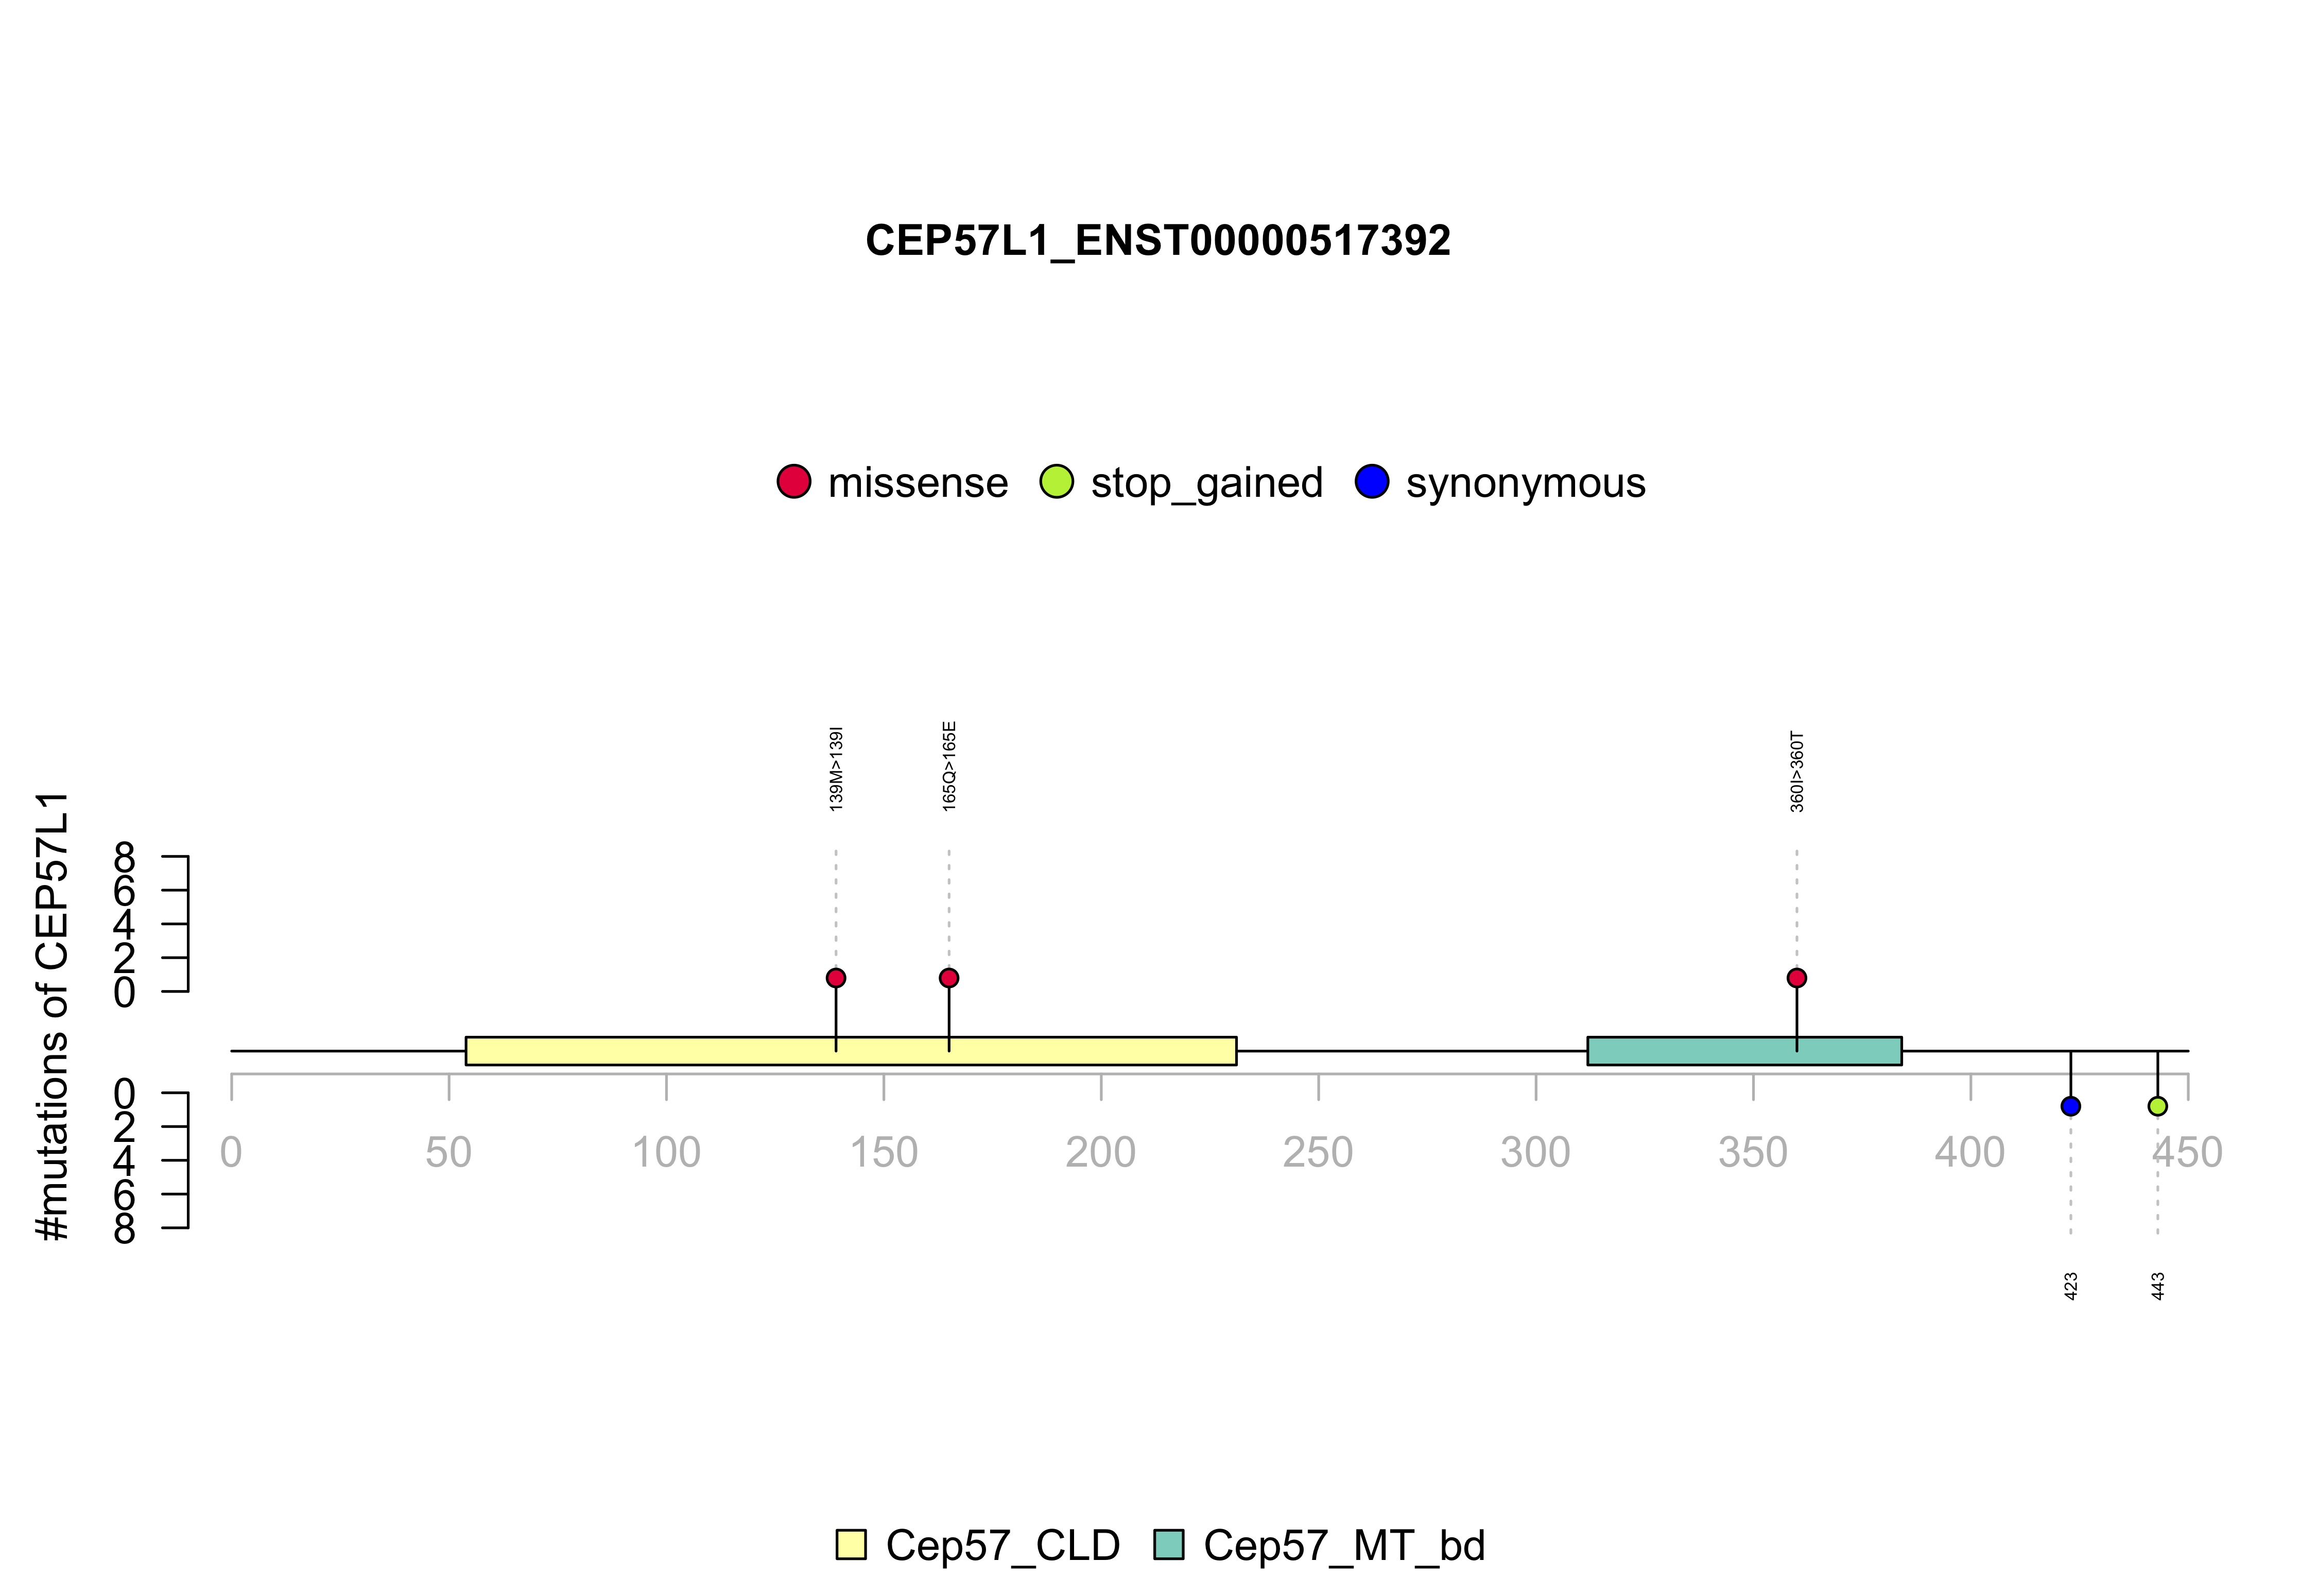 CEP57L1_ENST00000517392
missense stop_gained synonymous
139M>139I
165Q>165E
360I>360T
#mutations of CEP57L1
8
6
4
2
0
0
2
4
6
8
0 50 100 150 200 250 300 350 400 450
423
443
Cep57_CLD Cep57_MT_bd